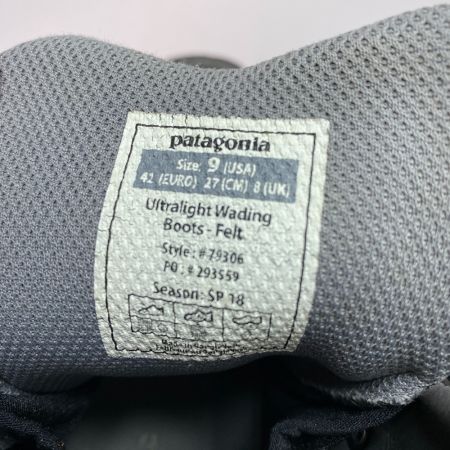 patagonia
Size: 9 (USA)
42 (EURO) 27 (CM) 8 (UK)
Ultralight Wading
Boots - Felt
Style : # 79306
PO : # 293559
Season: SP 18